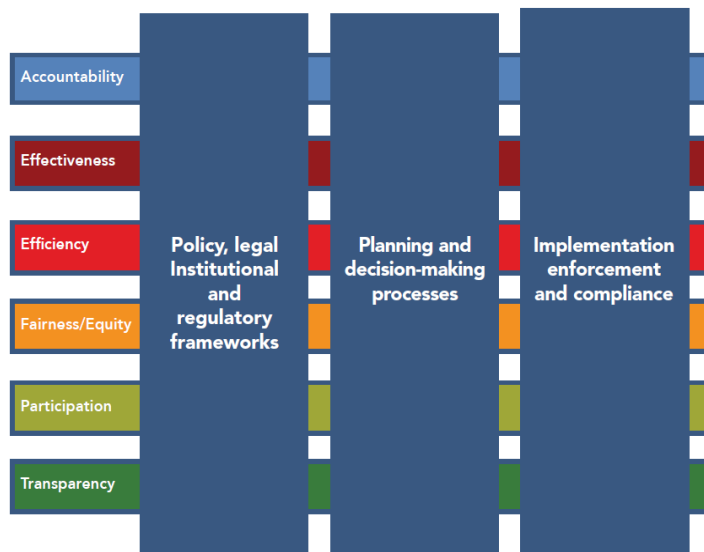 Accountability
Effectiveness
Efficiency
Fairness/Equity
Participation
Transparency
Policy, legal
Institutional
and
regulatory
frameworks
Planning and
decision-making
processes
Implementation
enforcement
and compliance